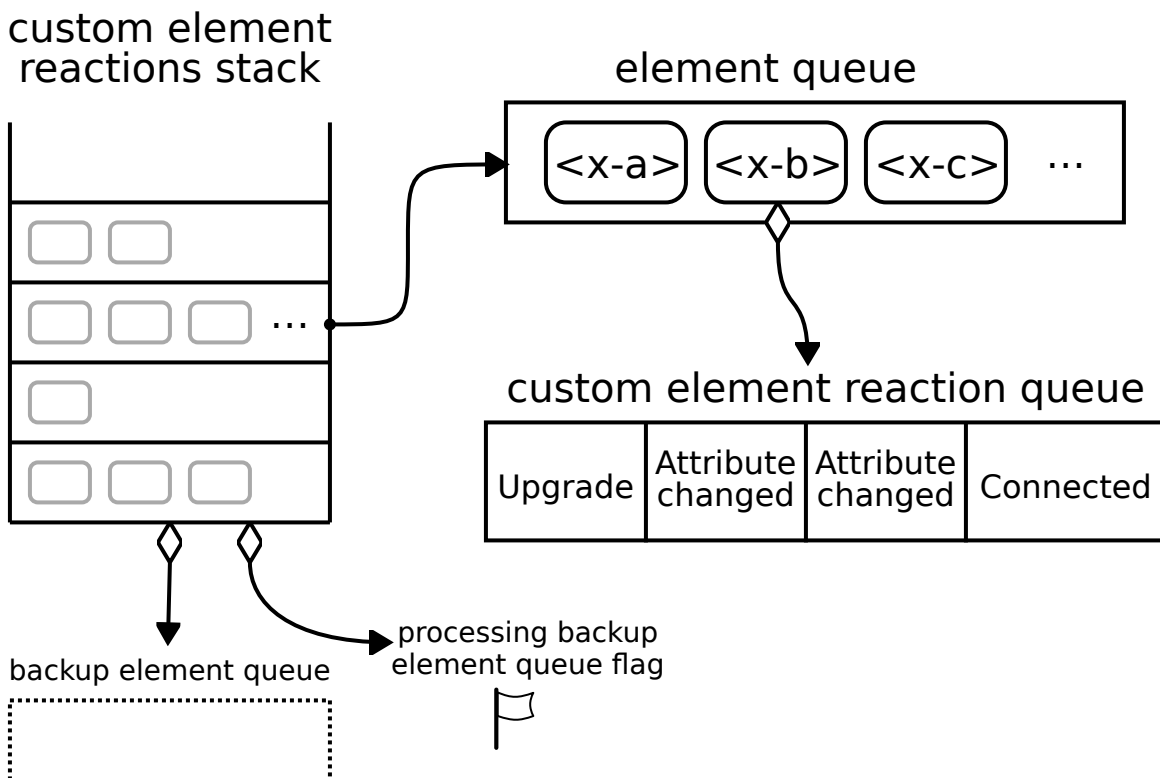 custom element
reactions stack
element queue
<x-a> <x-b> <x-c> ...
...
custom element reaction queue
Upgrade
Attribute
changed
Attribute
changed
Connected
processing backup
element queue flag
backup element queue